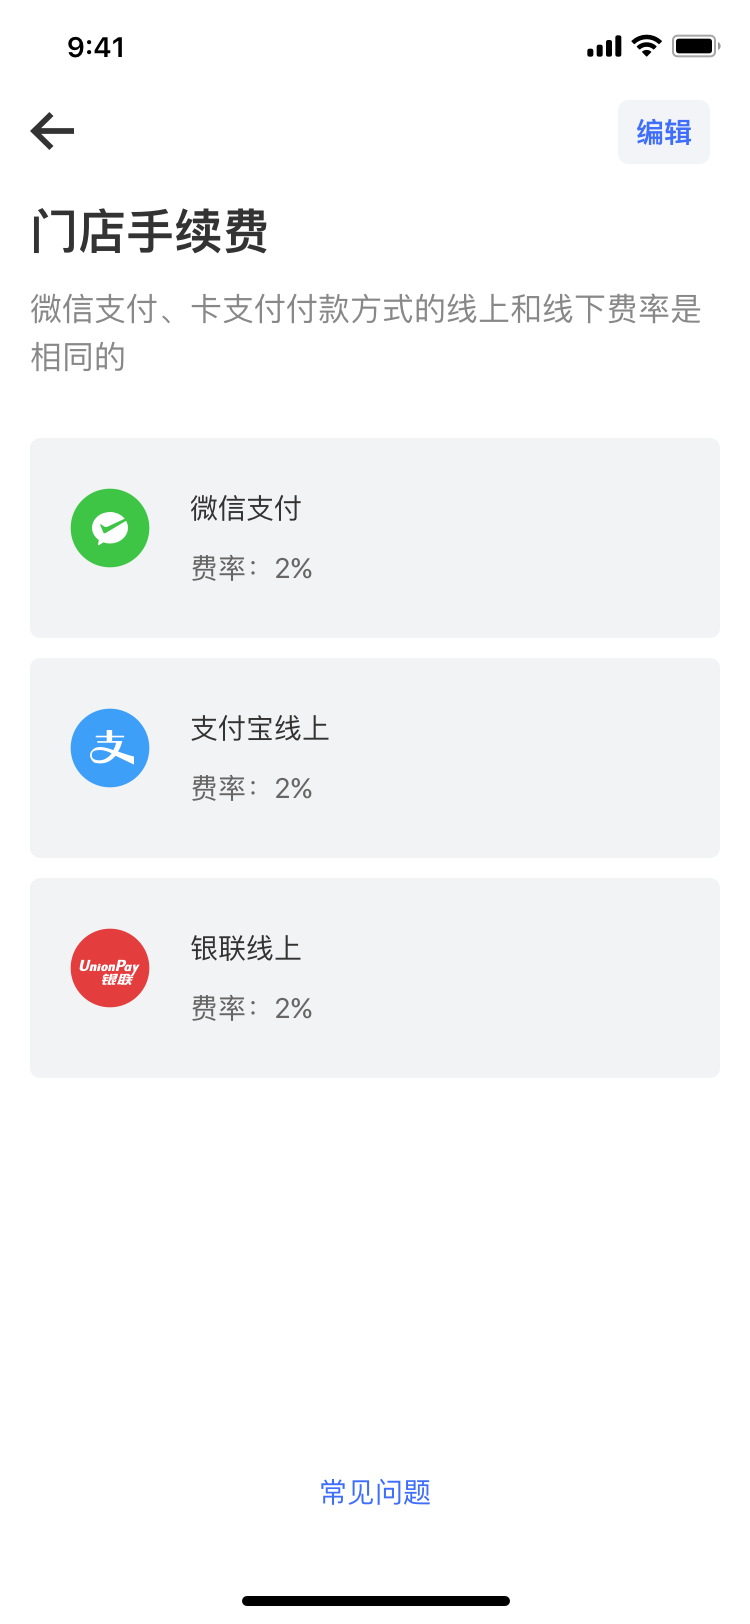 9:41
编辑
门店手续费
微信支付、卡支付付款方式的线上和线下费率是
相同的
微信支付
费率：2%
支付宝线上
费率：2%
UnionPay
银联
银联线上
费率：2%
常见问题